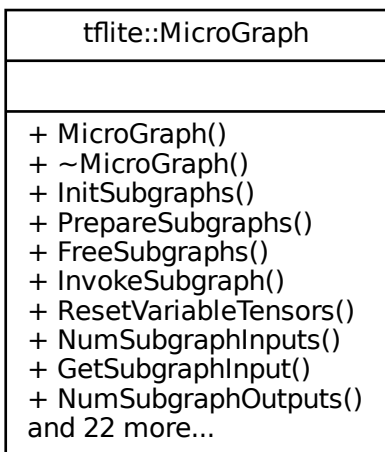 tflite::MicroGraph
+ MicroGraph()
+ ~MicroGraph()
+ InitSubgraphs()
+ PrepareSubgraphs()
+ FreeSubgraphs()
+ InvokeSubgraph()
+ ResetVariableTensors()
+ NumSubgraphInputs()
+ GetSubgraphInput()
+ NumSubgraphOutputs()
and 22 more...